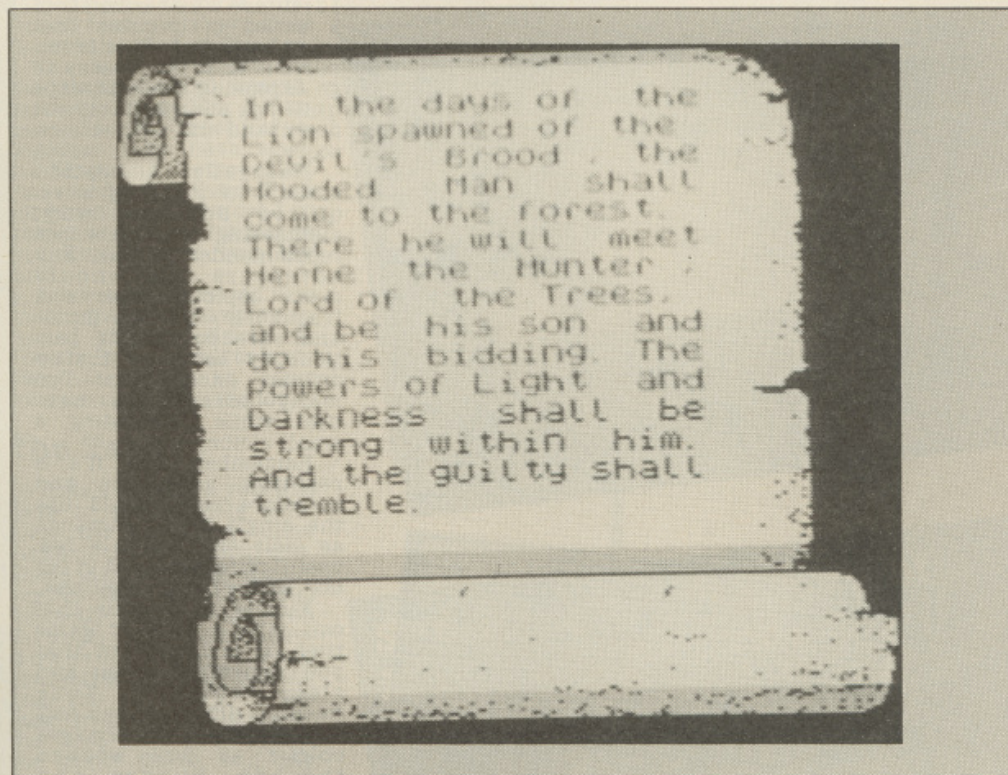 In the days of the
Lion spawned of the
Devil's Brood, the
Hooded Man shall
come to the forest.
There he will meet
Herne the Hunter,
Lord of the Trees,
and be his son and
do his bidding. The
Powers of Light and
Darkness shall be
strong within him.
And the guilty shall
tremble.